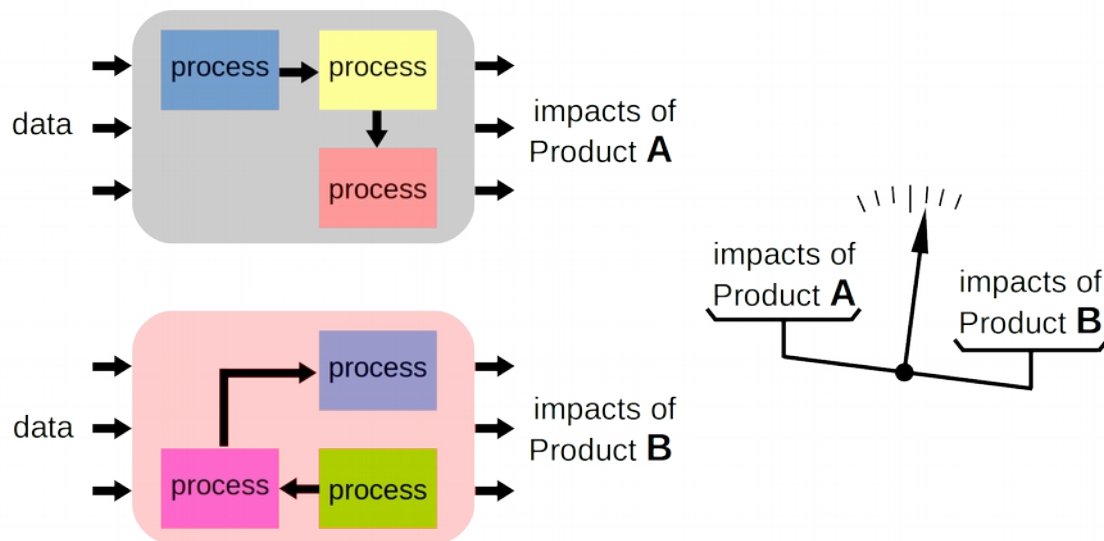 process
process
data
impacts of
Product A
process
impacts of
Product A
impacts of
Product B
process
data
impacts of
Product B
process
process